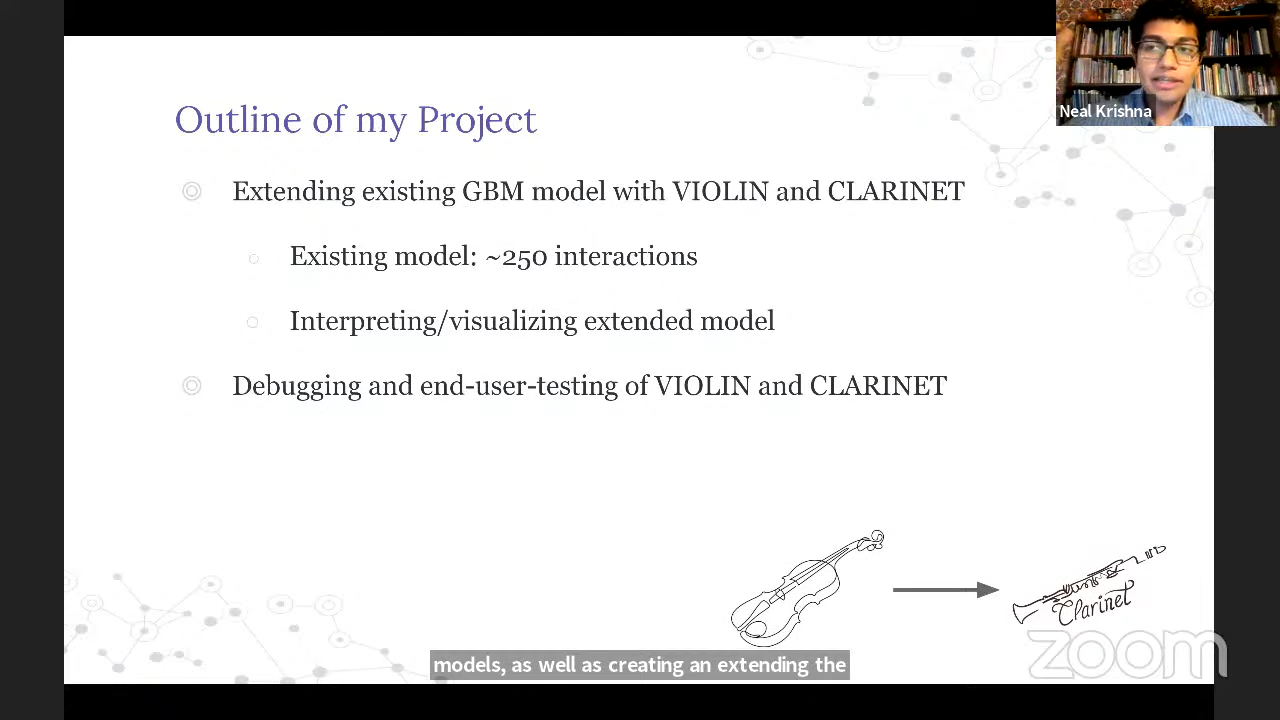 Neal Krishna
Outline of my Project
Extending existing GBM model with VIOLIN and CLARINET
Existing model: ~250 interactions
Interpreting/visualizing extended model
Debugging and end-user-testing of VIOLIN and CLARINET
Clarinet
zoom
models, as well as creating an extending the